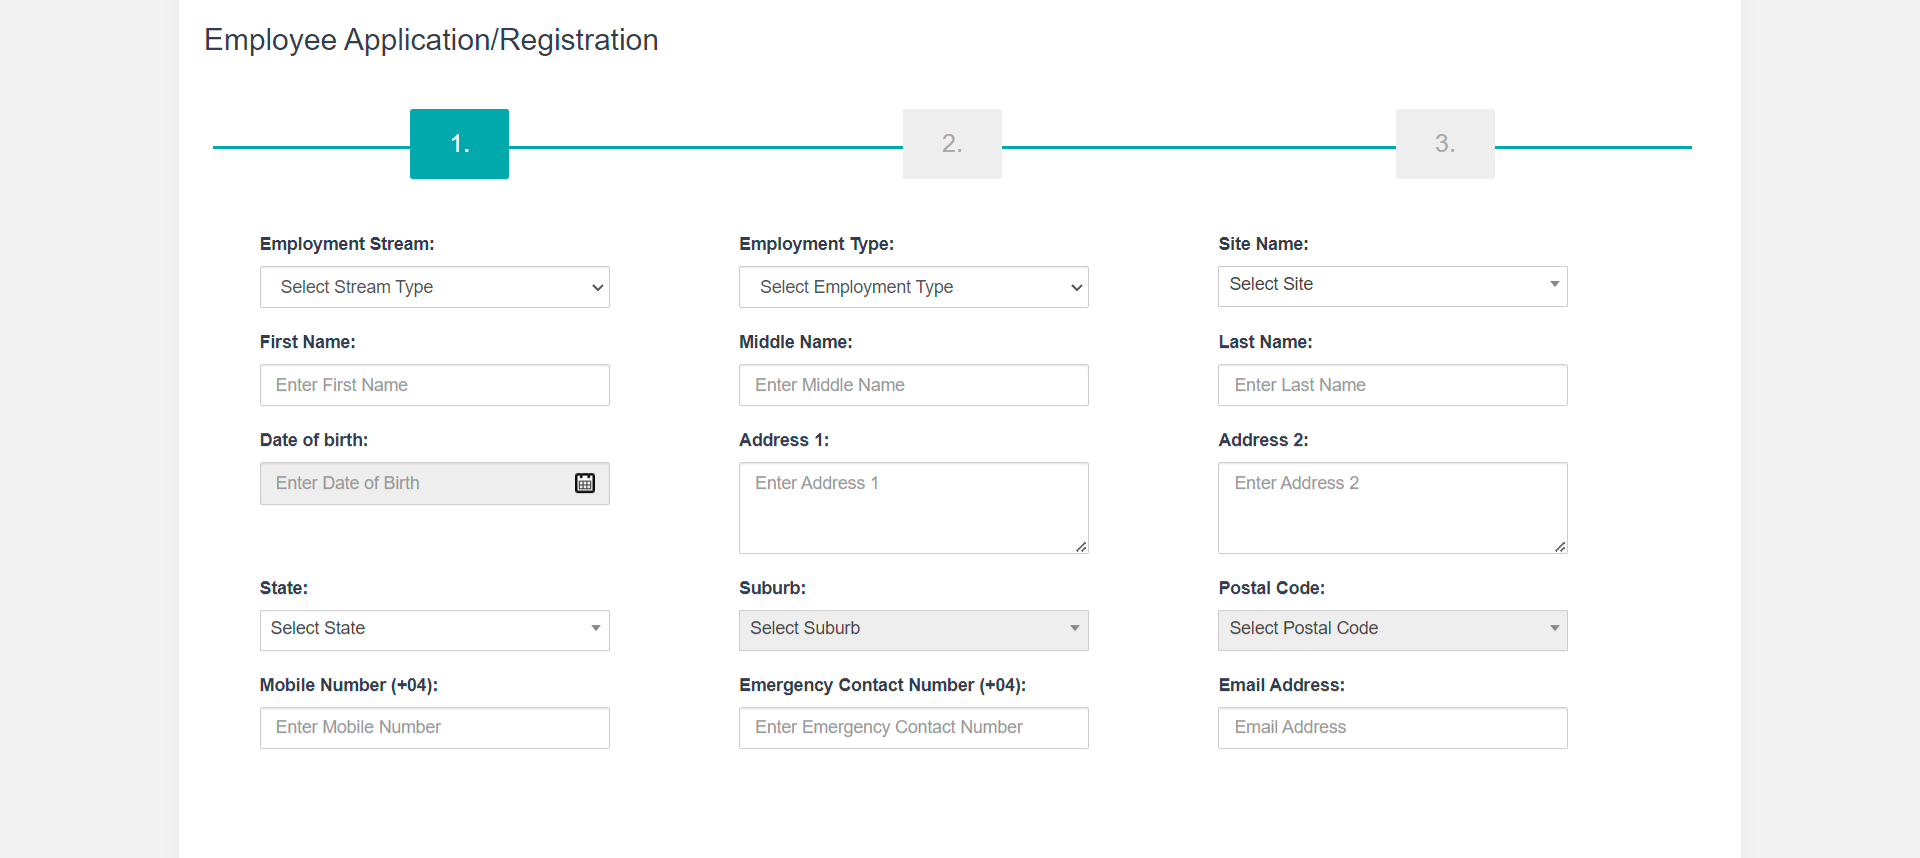 Employee Application/Registration
1.
2.
3.
Employment Stream:
Employment Type:
Site Name:
Select Stream Type
Select Employment Type
Select Site
First Name:
Middle Name:
Last Name:
Enter First Name
Enter Middle Name
Enter Last Name
Date of birth:
Address 1:
Address 2:
Enter Date of Birth
Enter Address 1
Enter Address 2
State:
Suburb:
Postal Code:
Select State
Select Suburb
Select Postal Code
Mobile Number (+04):
Emergency Contact Number (+04):
Email Address:
Enter Mobile Number
Enter Emergency Contact Number
Email Address